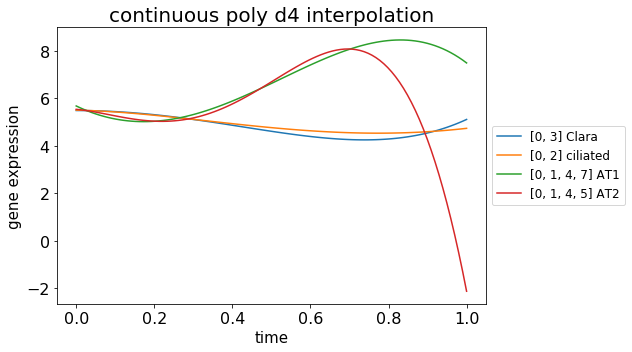 continuous poly d4 interpolation
gene expression
8
6
4
2
0
−2
0.0 0.2 0.4 0.6 0.8 1.0
time
[0, 3] Clara
[0, 2] ciliated
[0, 1, 4, 7] AT1
[0, 1, 4, 5] AT2